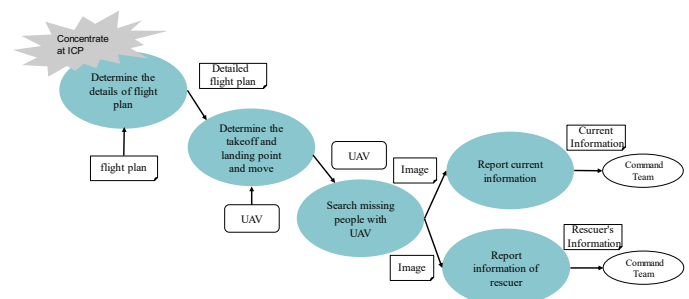 Concentrate
at ICP
Determine the
details of flight
plan
Detailed
flight plan
flight plan
Determine the
takeoff and
landing point
and move
UAV
UAV
Search missing
people with
UAV
Image
Report current
information
Current
Information
Command
Team
Image
Report
information of
rescuer
Rescuer's
Information
Command
Team